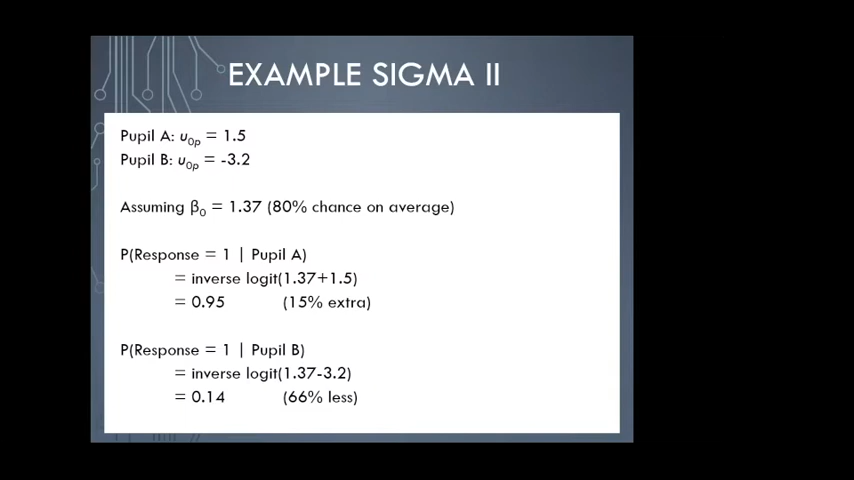 EXAMPLE SIGMA II
Pupil A: u0p = 1.5
Pupil B: u0p = -3.2
Assuming β0 = 1.37 (80% chance on average)
P(Response = 1 | Pupil A)
= inverse logit(1.37+1.5)
= 0.95 (15% extra)
P(Response = 1 | Pupil B)
= inverse logit(1.37-3.2)
= 0.14 (66% less)